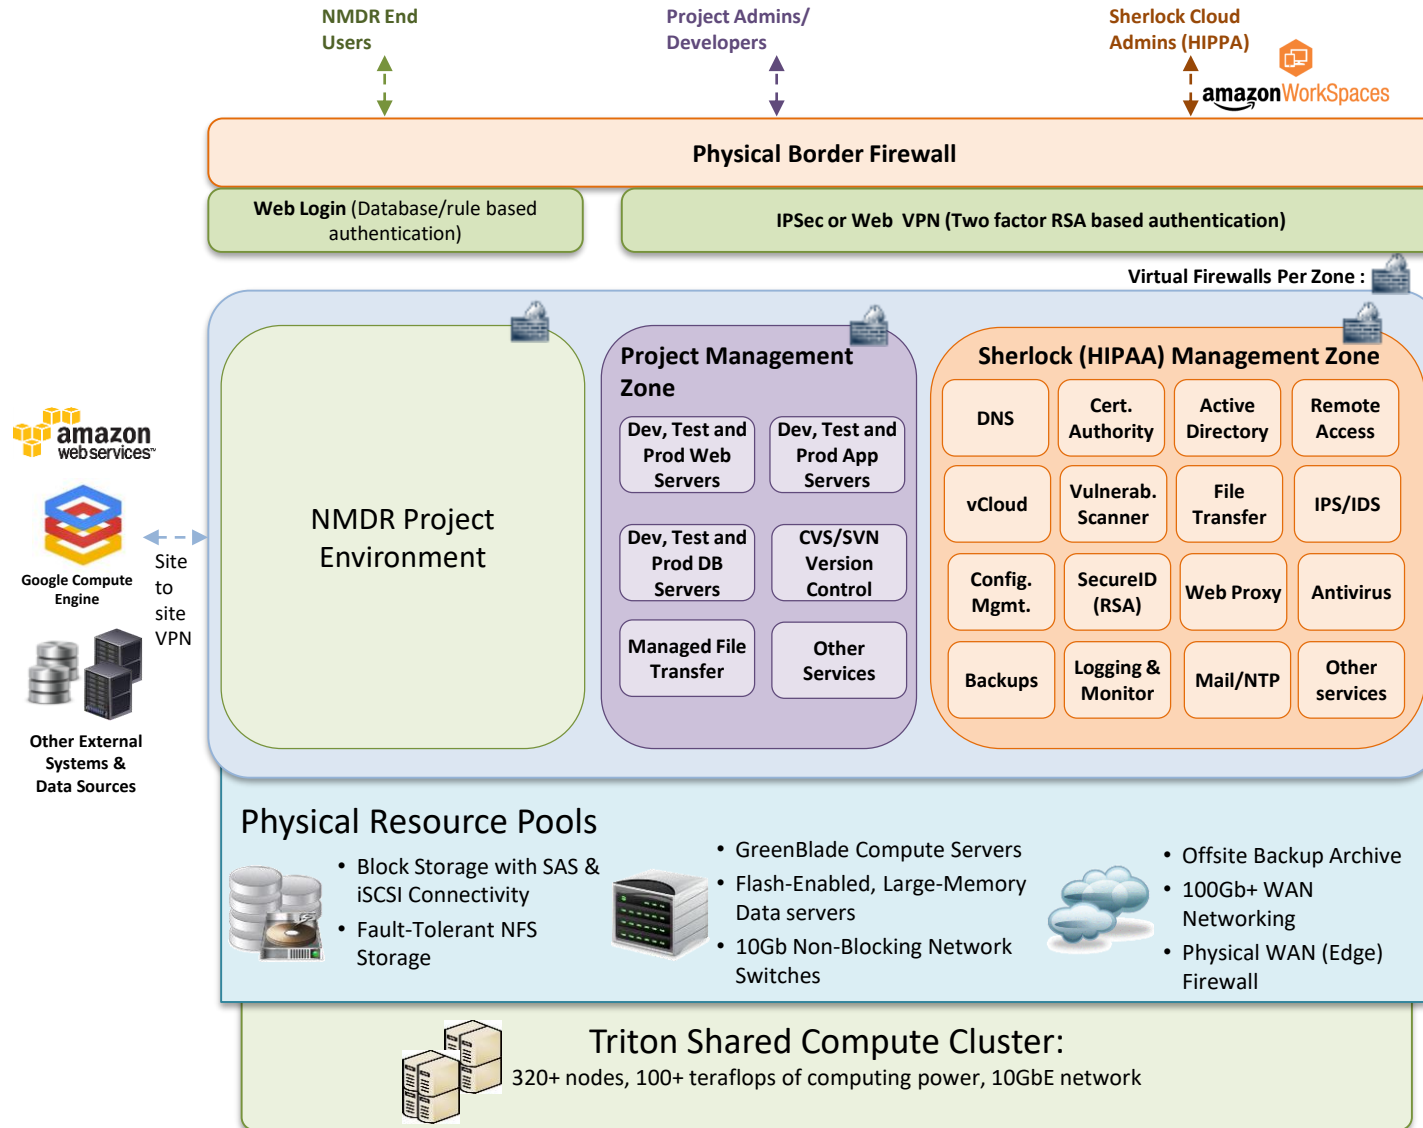 NMDR End
Users
Project Admins/
Developers
Sherlock Cloud
Admins (HIPPA)
amazonWorkSpaces
Physical Border Firewall
Web Login (Database/rule based
authentication)
IPSec or Web VPN (Two factor RSA based authentication)
Virtual Firewalls Per Zone :
NMDR Project
Environment
Project Management
Zone
Dev, Test and
Prod Web
Servers
Dev, Test and
Prod App
Servers
Dev, Test and
Prod DB
Servers
CVS/SVN
Version
Control
Managed File
Transfer
Other
Services
Sherlock (HIPAA) Management Zone
DNS
Cert.
Authority
Active
Directory
Remote
Access
vCloud
Vulnerab.
Scanner
File
Transfer
IPS/IDS
Config.
Mgmt.
SecureID
(RSA)
Web Proxy
Antivirus
Backups
Logging &
Monitor
Mail/NTP
Other
services
amazon
webservices™
Google Compute
Engine
Site
to
site
VPN
Other External
Systems &
Data Sources
Physical Resource Pools
• Block Storage with SAS &
iSCSI Connectivity
• Fault-Tolerant NFS
Storage
• GreenBlade Compute Servers
• Flash-Enabled, Large-Memory
Data servers
• 10Gb Non-Blocking Network
Switches
• Offsite Backup Archive
• 100Gb+ WAN
Networking
• Physical WAN (Edge)
Firewall
Triton Shared Compute Cluster:
320+ nodes, 100+ teraflops of computing power, 10GbE network